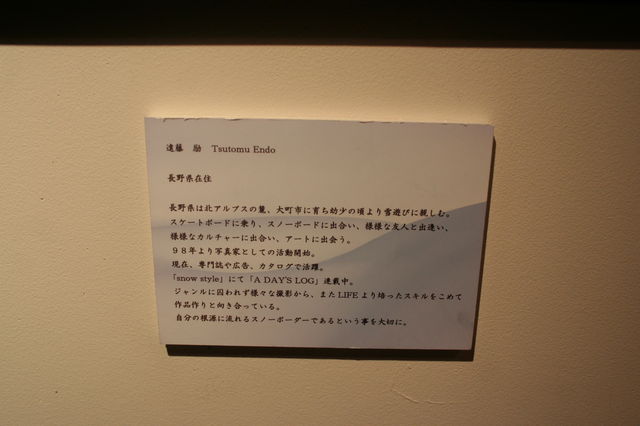 遠藤 励 Tsutomu Endo
長野県在住
長野県は北アルプスの麓、大町市に育ち幼少の頃より雪遊びに親しむ。
スケートボードに乗り、スノーボードに出合い、様様な友人と出逢い、
様様なカルチャーに出合い、アートに出会う。
98年より写真家としての活動開始。
現在、専門誌や広告、カタログで活躍。
「snow style」にて「A DAY'S LOG」連載中。
ジャンルに囚われず様々な撮影から、また LIFE より培ったスキルをこめて
作品作りと向き合っている。
自分の根源に流れるスノーボーダーであるという事を大切に。